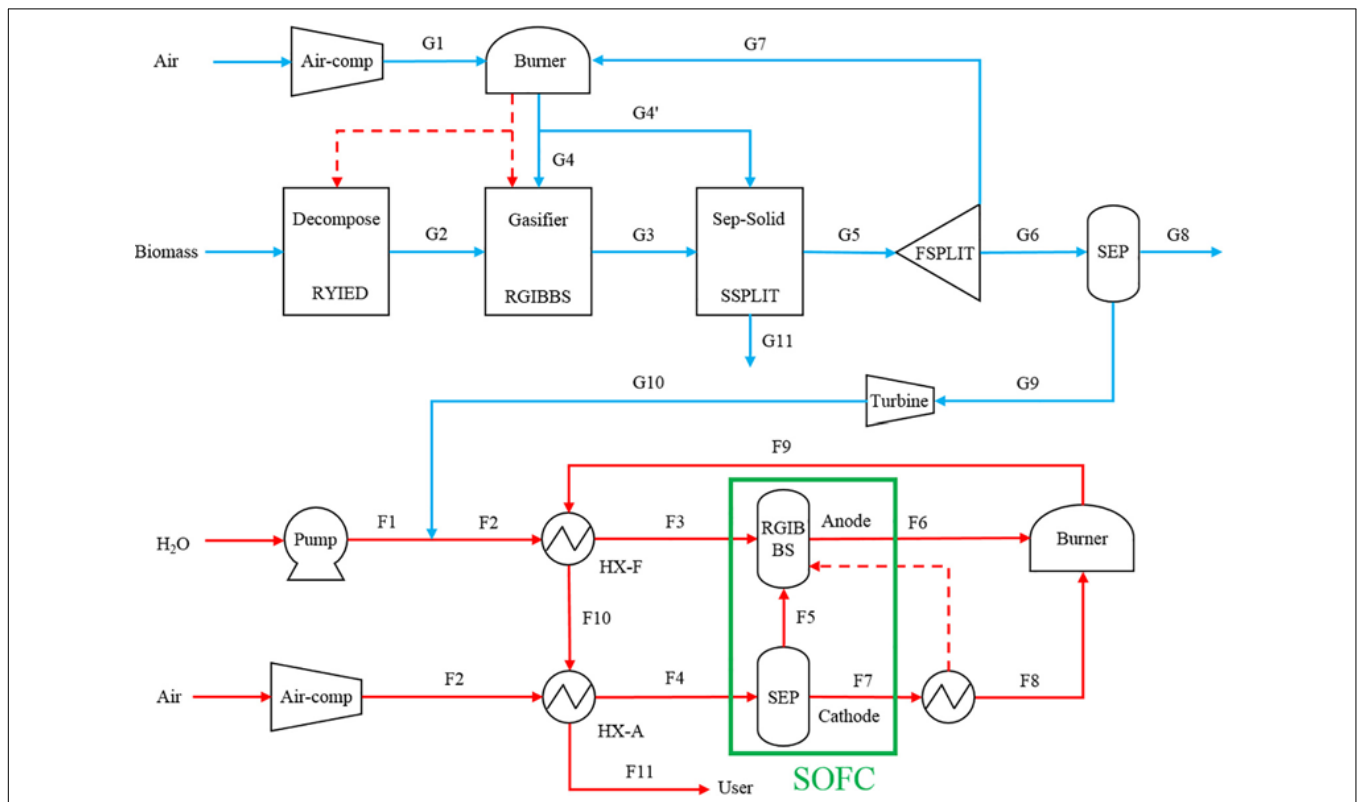 Air
Air-comp
G1
Burner
G7
G4'
G4
Biomass
Decompose
RYIED
G2
Gasifier
RGIBBS
G3
Sep-Solid
SSPLIT
G5
FSPLIT
G6
SEP
G8
G11
G10
Turbine
G9
F9
H₂O
Pump
F1
F2
HX-F
F3
RGIB
BS
Anode
F6
Burner
F10
F5
Air
Air-comp
F2
HX-A
F4
SEP
F7
Cathode
F8
F11
User
SOFC